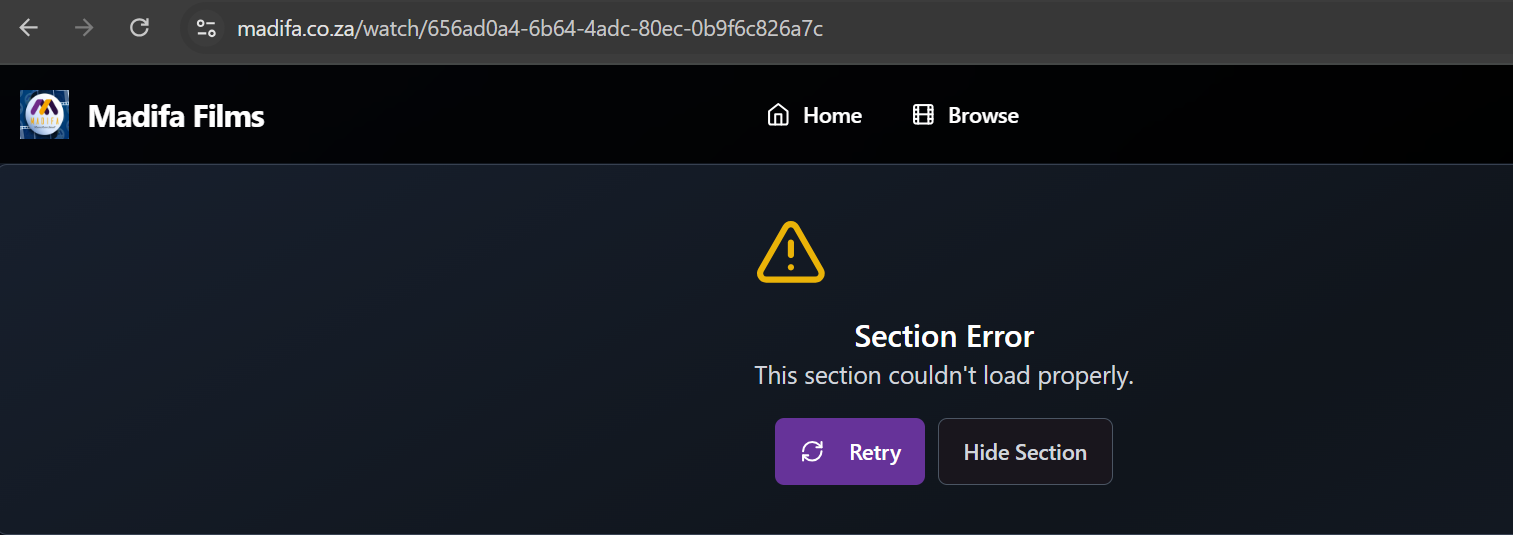 madifa.co.za/watch/656ad0a4-6b64-4adc-80ec-0b9f6c826a7c
Madifa Films
Home
Browse
Section Error
This section couldn't load properly.
Retry
Hide Section